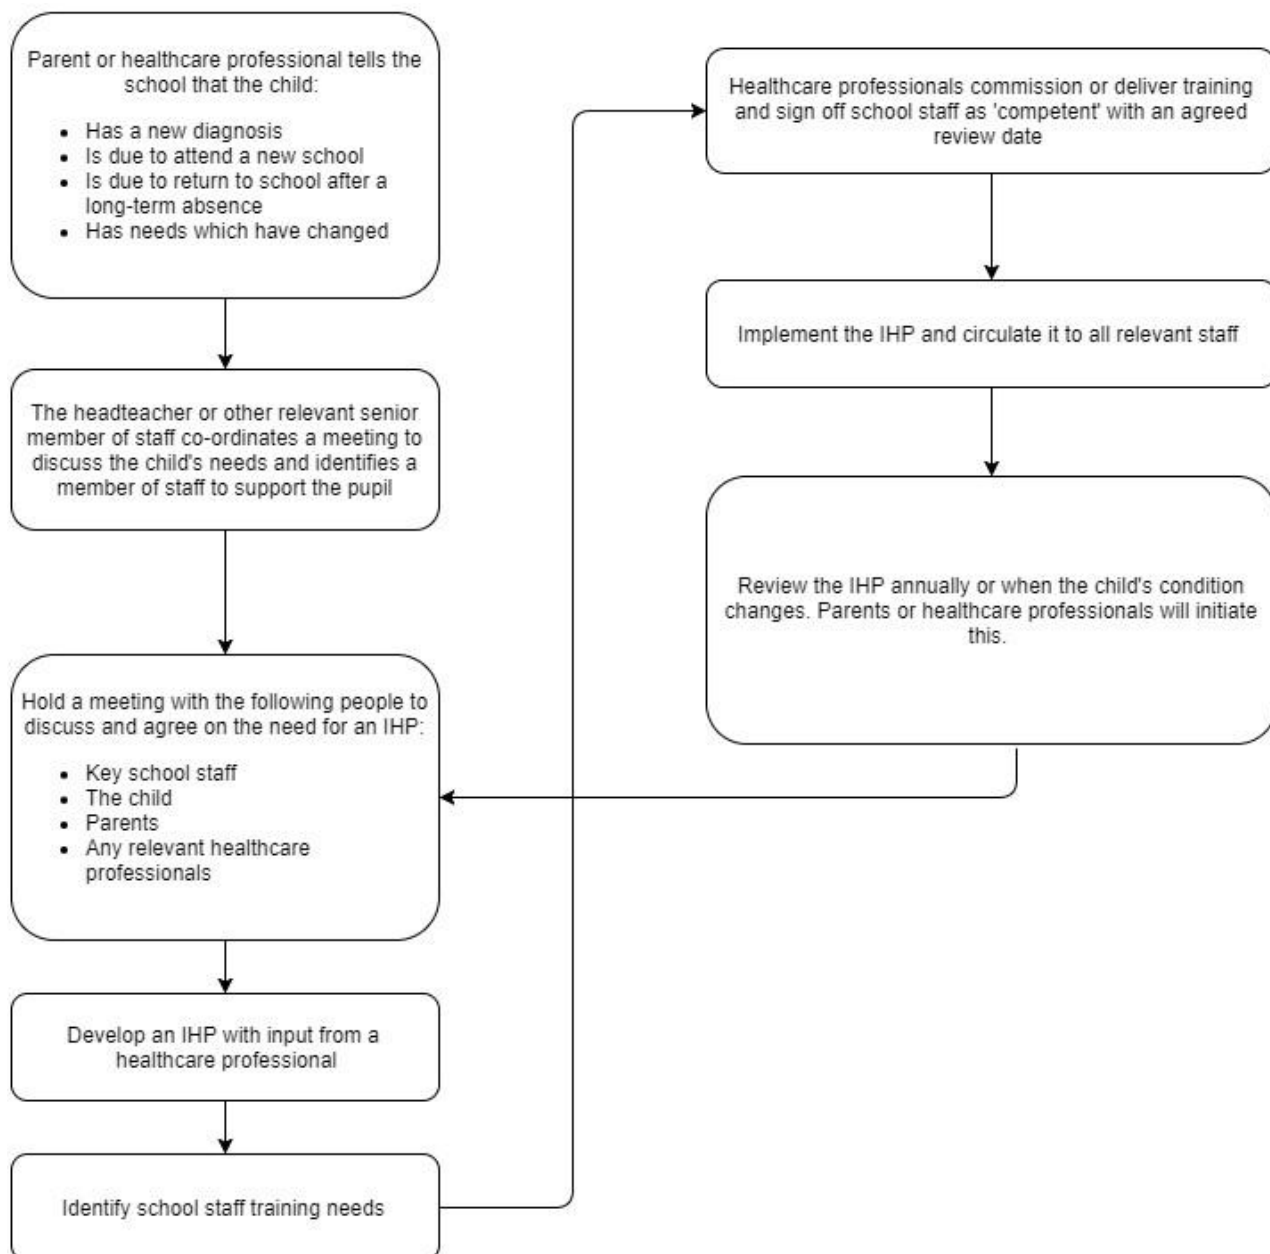 Parent or healthcare professional tells the
school that the child:
• Has a new diagnosis
• Is due to attend a new school
• Is due to return to school after a
long-term absence
• Has needs which have changed
The headteacher or other relevant senior
member of staff co-ordinates a meeting to
discuss the child's needs and identifies a
member of staff to support the pupil
Hold a meeting with the following people to
discuss and agree on the need for an IHP:
• Key school staff
• The child
• Parents
• Any relevant healthcare
professionals
Develop an IHP with input from a
healthcare professional
Identify school staff training needs
Healthcare professionals commission or deliver training
and sign off school staff as 'competent' with an agreed
review date
Implement the IHP and circulate it to all relevant staff
Review the IHP annually or when the child's condition
changes. Parents or healthcare professionals will initiate
this.